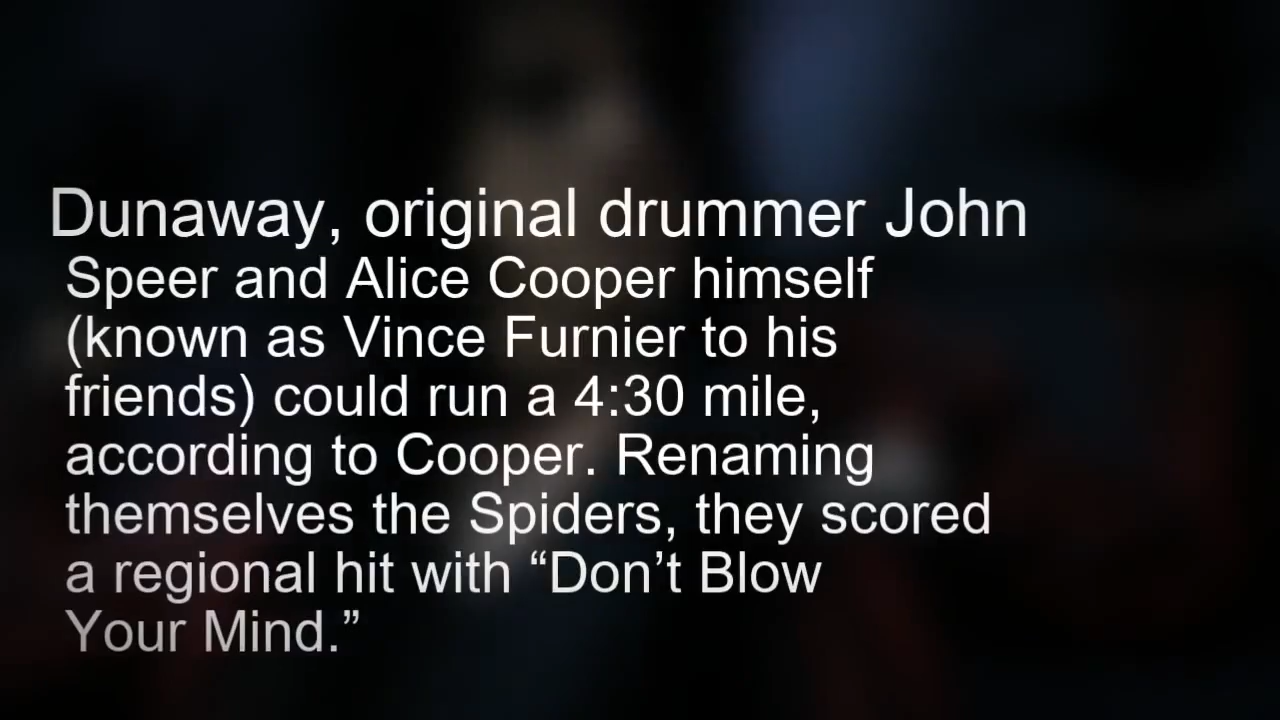 Dunaway, original drummer John
Speer and Alice Cooper himself
(known as Vince Furnier to his
friends) could run a 4:30 mile,
according to Cooper. Renaming
themselves the Spiders, they scored
a regional hit with “Don’t Blow
Your Mind.”